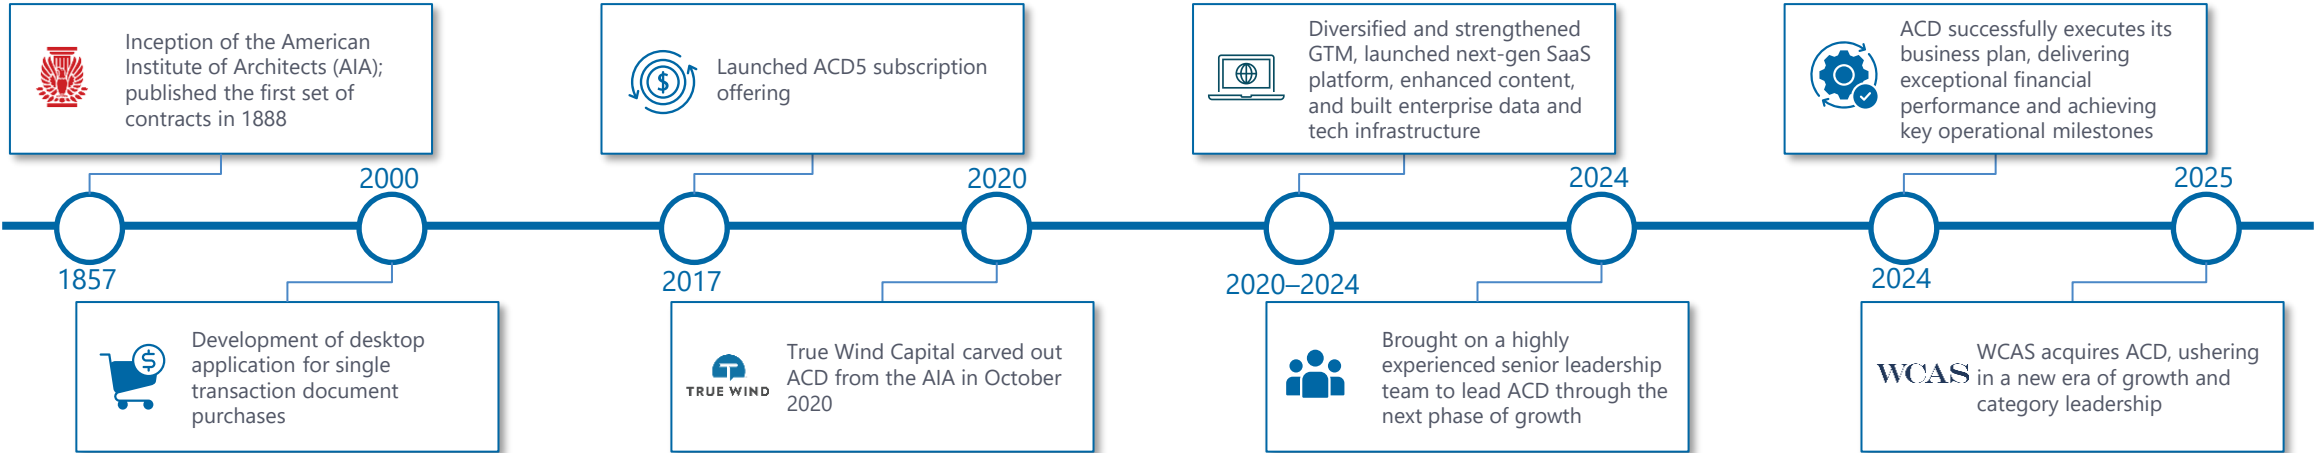 Inception of the American
Institute of Architects (AIA);
published the first set of
contracts in 1888
1857
2000
Development of desktop
application for single
transaction document
purchases
Launched ACD5 subscription
offering
2017
2020
TRUE WIND
True Wind Capital carved out
ACD from the AIA in October
2020
Diversified and strengthened
GTM, launched next-gen SaaS
platform, enhanced content,
and built enterprise data and
tech infrastructure
2020–2024
2024
Brought on a highly
experienced senior leadership
team to lead ACD through the
next phase of growth
ACD successfully executes its
business plan, delivering
exceptional financial
performance and achieving
key operational milestones
2024
2025
WCAS
WCAS acquires ACD, ushering
in a new era of growth and
category leadership